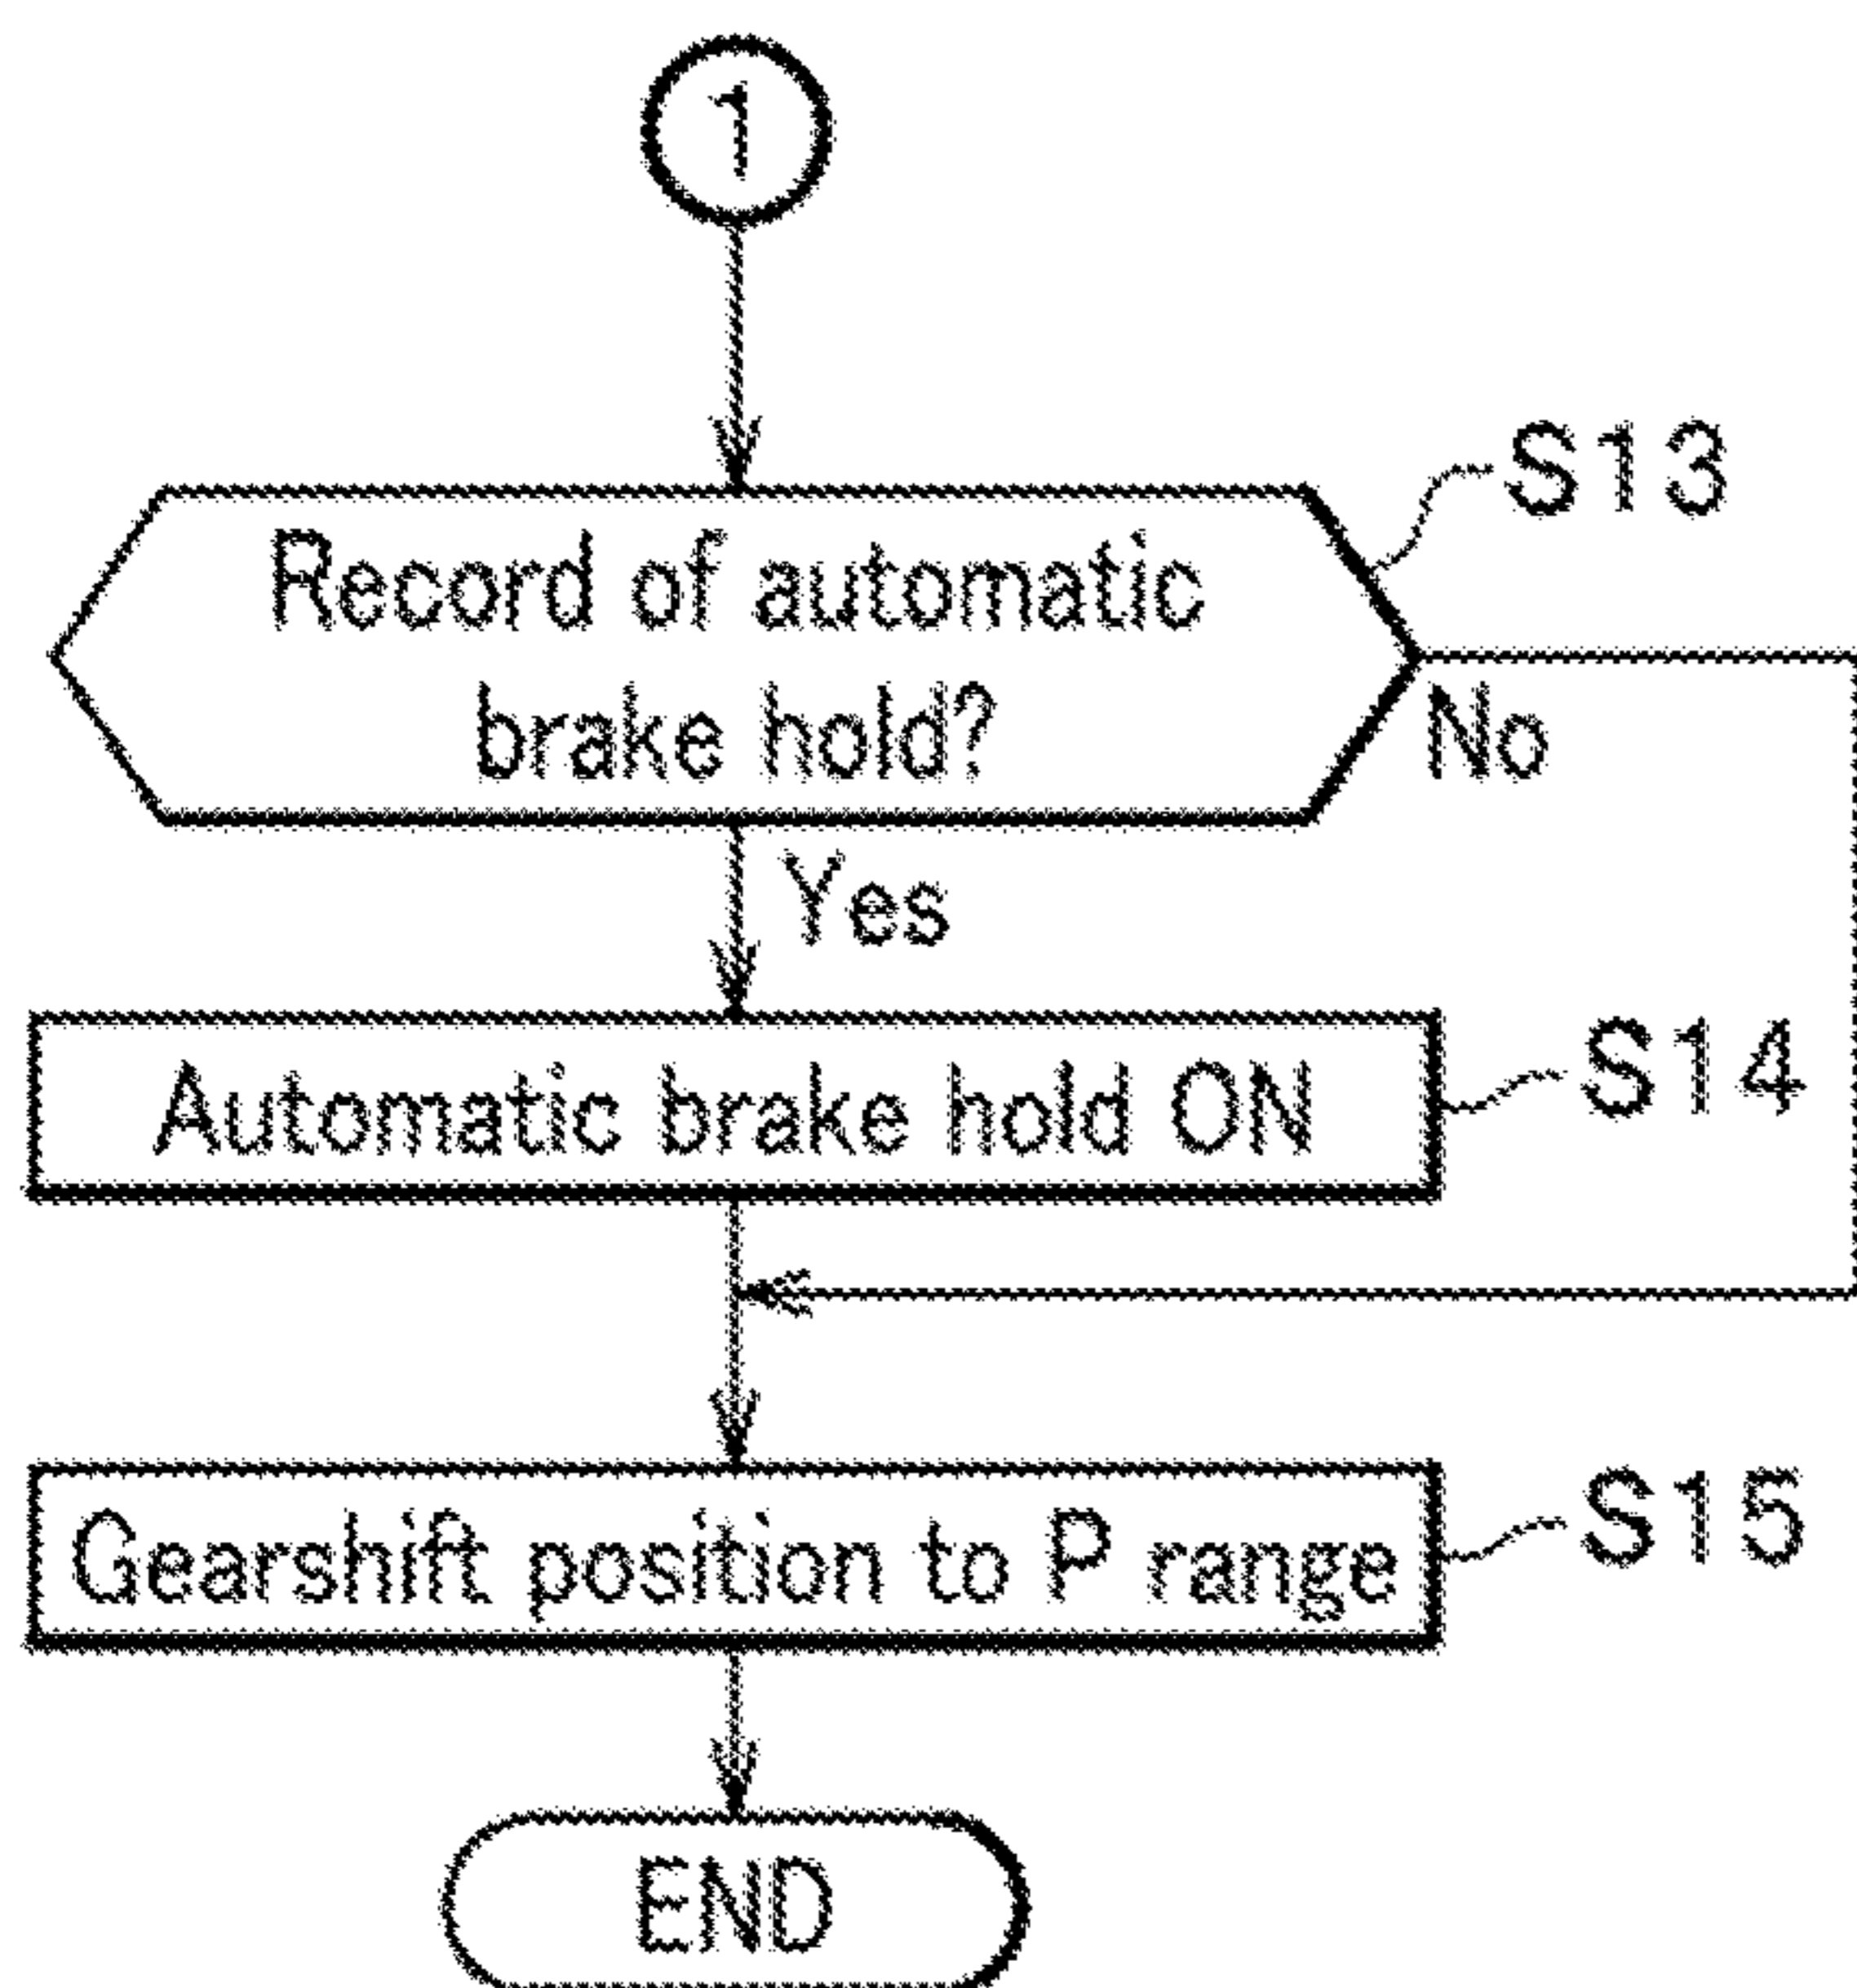 1
S13
Record of automatic
brake hold?
No
Yes
Automatic brake hold ON
S14
Gearshift position to P range
S15
END